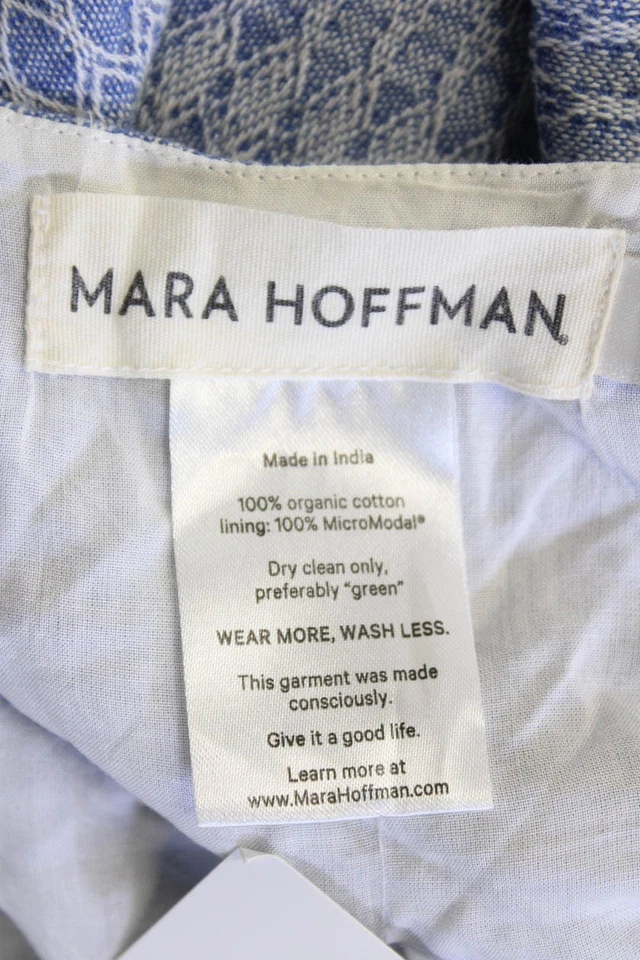 MARA HOFFMAN®
Made in India
100% organic cotton
lining: 100% MicroModal®
Dry clean only,
preferably “green”
WEAR MORE, WASH LESS.
This garment was made
consciously.
Give it a good life.
Learn more at
www.MaraHoffman.com